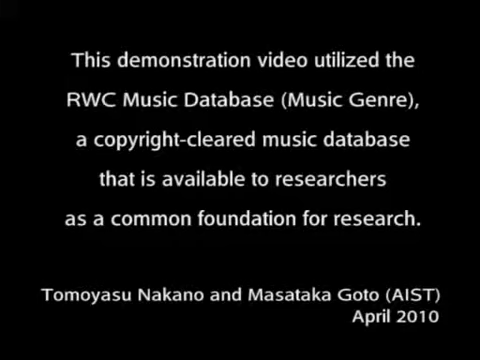 This demonstration video utilized the
RWC Music Database (Music Genre),
a copyright-cleared music database
that is available to researchers
as a common foundation for research.
Tomoyasu Nakano and Masataka Goto (AIST)
April 2010